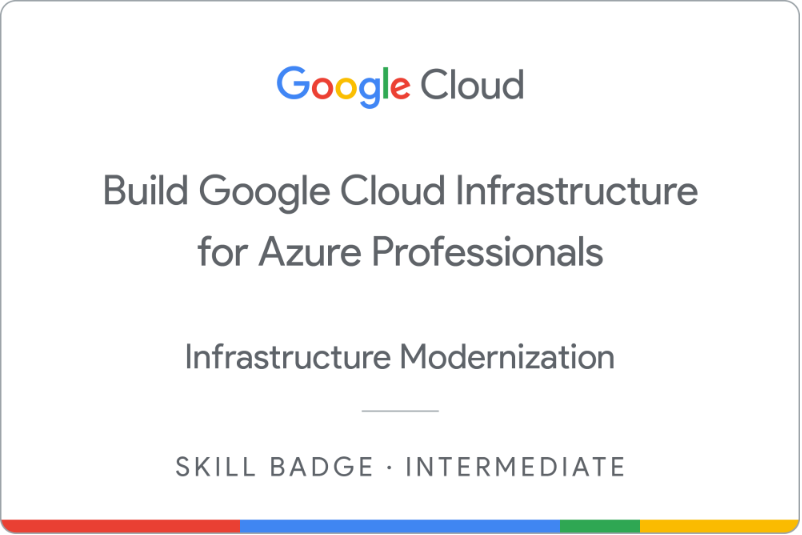 Google Cloud
Build Google Cloud Infrastructure
for Azure Professionals
Infrastructure Modernization
SKILL BADGE · INTERMEDIATE